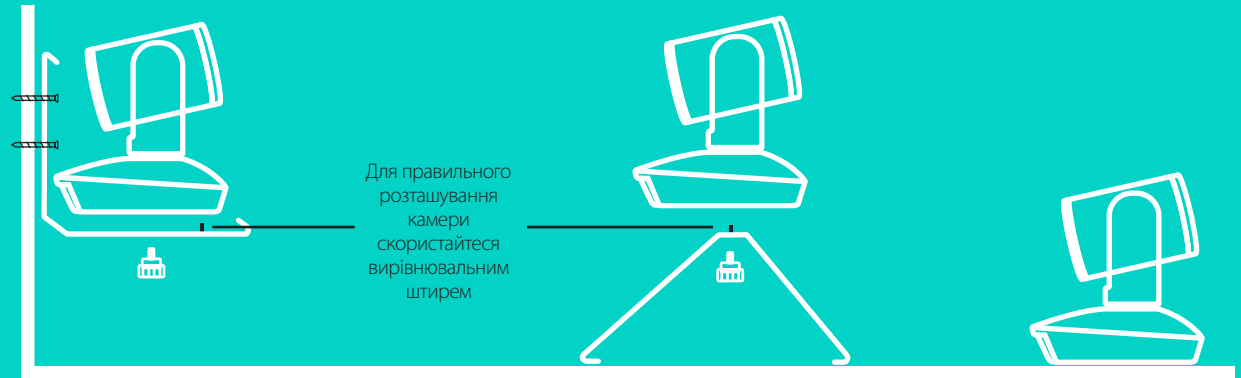 Для правильного
розташування
камери
скористайтеся
вирівнювальним
штирем